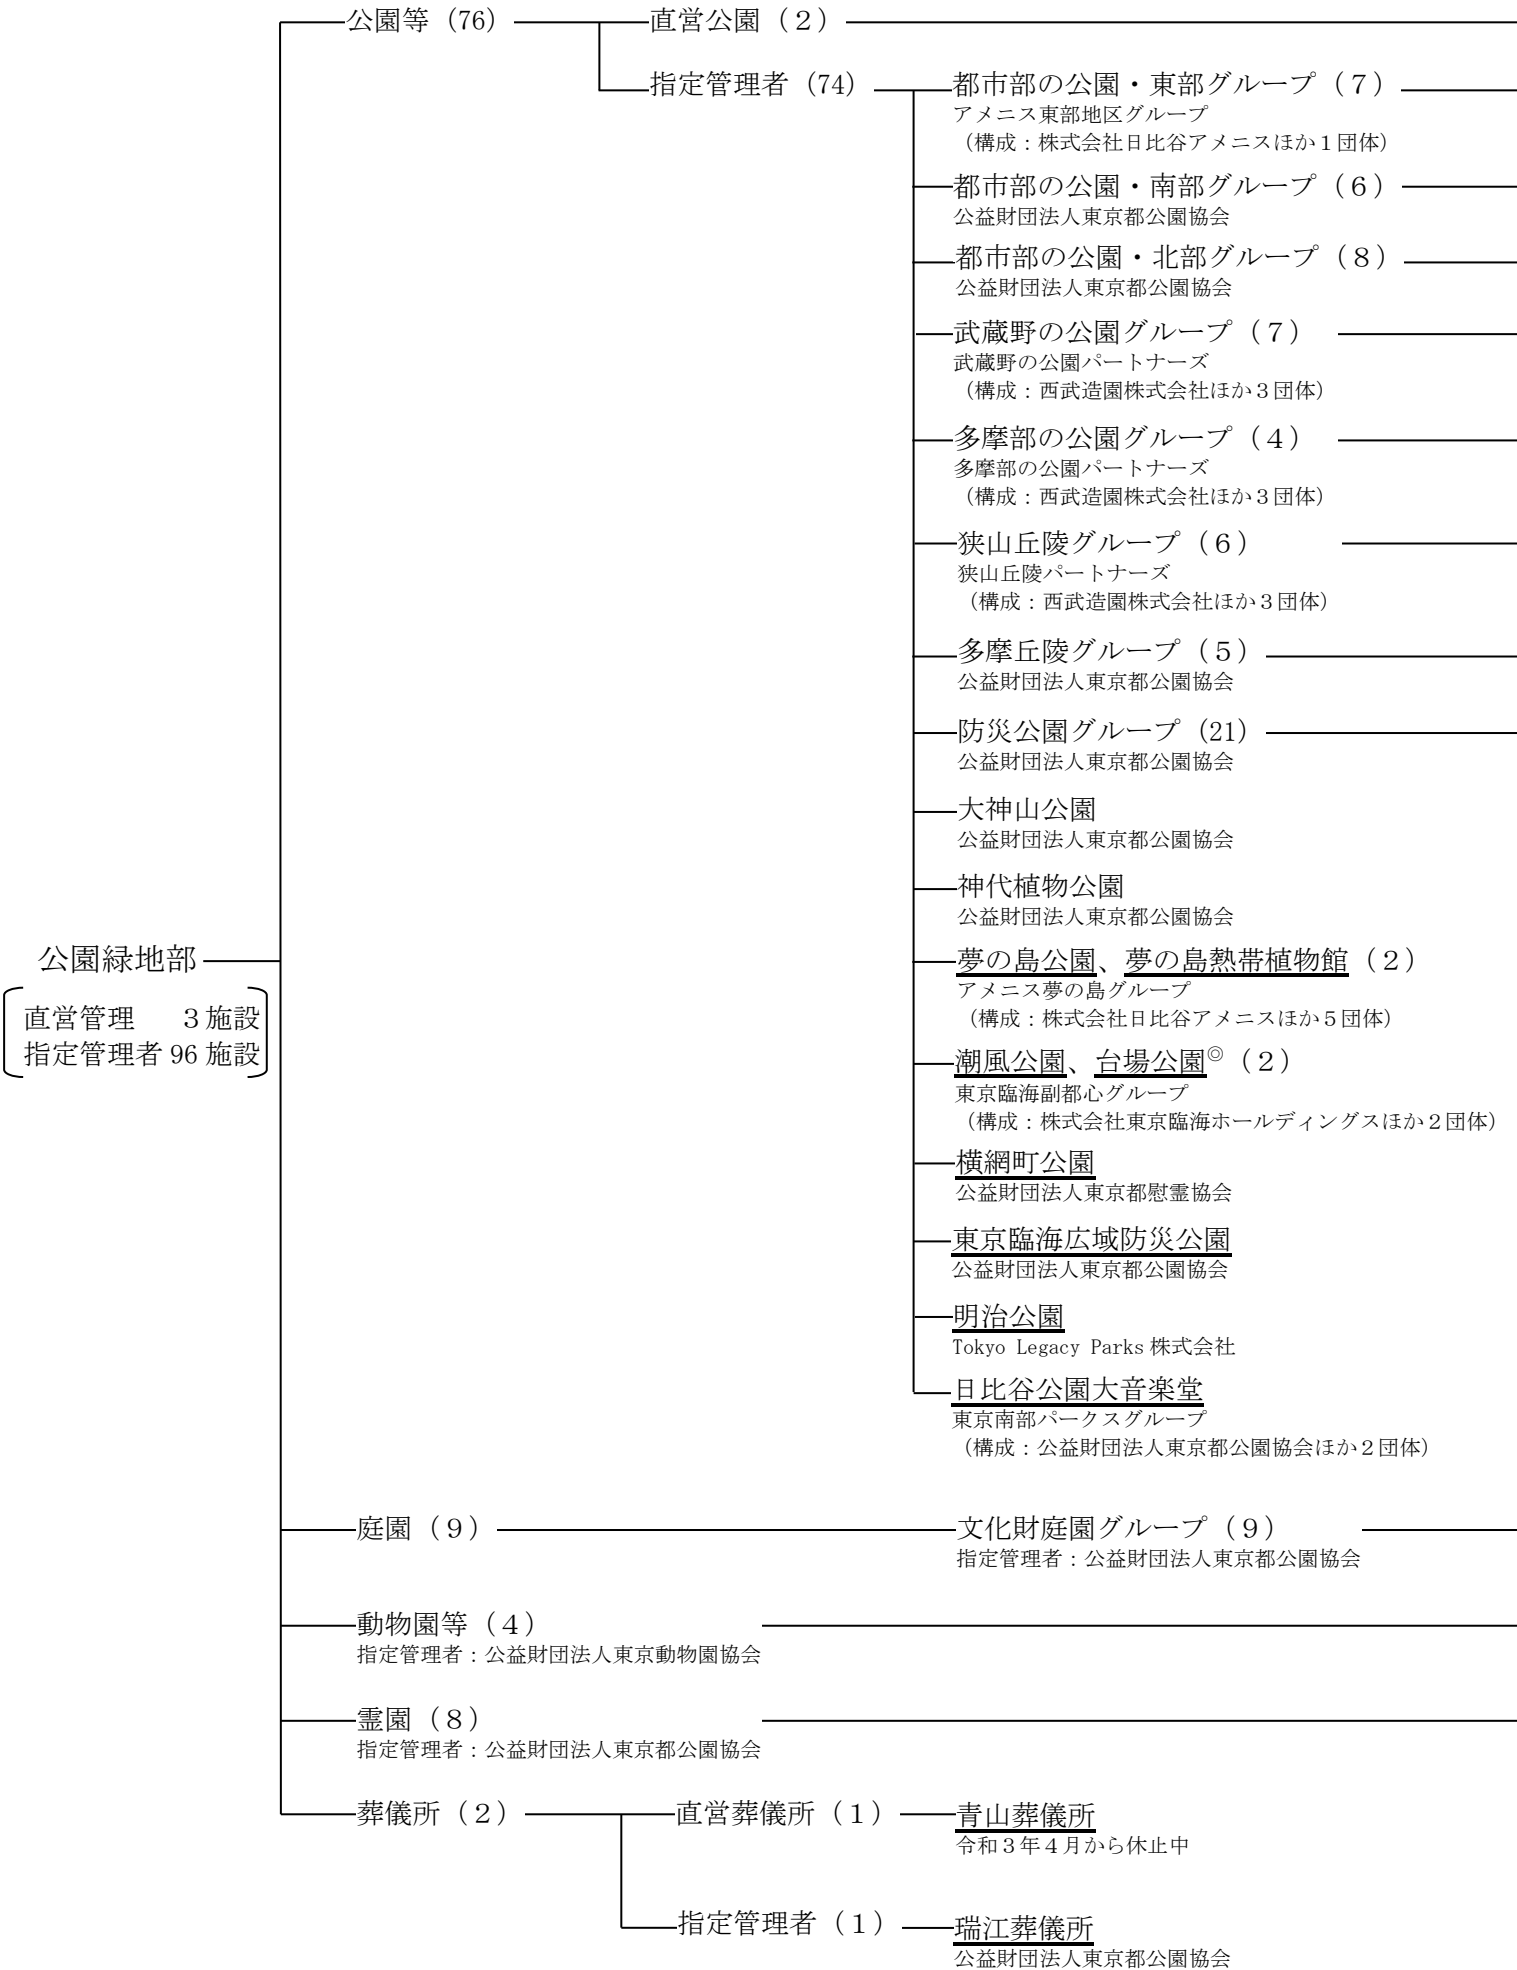 公園等（76）
直営公園（２）
指定管理者（74）
都市部の公園・東部グループ（７）
アメニス東部地区グループ
（構成：株式会社日比谷アメニスほか１団体）
都市部の公園・南部グループ（６）
公益財団法人東京都公園協会
都市部の公園・北部グループ（８）
公益財団法人東京都公園協会
武蔵野の公園グループ（７）
武蔵野の公園パートナーズ
（構成：西武造園株式会社ほか３団体）
多摩部の公園グループ（４）
多摩部の公園パートナーズ
（構成：西武造園株式会社ほか３団体）
狭山丘陵グループ（６）
狭山丘陵パートナーズ
（構成：西武造園株式会社ほか３団体）
多摩丘陵グループ（５）
公益財団法人東京都公園協会
防災公園グループ（21）
公益財団法人東京都公園協会
大神山公園
公益財団法人東京都公園協会
神代植物公園
公益財団法人東京都公園協会
公園緑地部
直営管理　３施設
指定管理者 96 施設
夢の島公園、夢の島熱帯植物館（２）
アメニス夢の島グループ
（構成：株式会社日比谷アメニスほか５団体）
潮風公園、台場公園◎（２）
東京臨海副都心グループ
（構成：株式会社東京臨海ホールディングスほか２団体）
横網町公園
公益財団法人東京都慰霊協会
東京臨海広域防災公園
公益財団法人東京都公園協会
明治公園
Tokyo Legacy Parks 株式会社
日比谷公園大音楽堂
東京南部パークスグループ
（構成：公益財団法人東京都公園協会ほか２団体）
庭園（９）
文化財庭園グループ（９）
指定管理者：公益財団法人東京都公園協会
動物園等（４）
指定管理者：公益財団法人東京動物園協会
霊園（８）
指定管理者：公益財団法人東京都公園協会
葬儀所（２）
直営葬儀所（１）
青山葬儀所
令和３年４月から休止中
指定管理者（１）
瑞江葬儀所
公益財団法人東京都公園協会